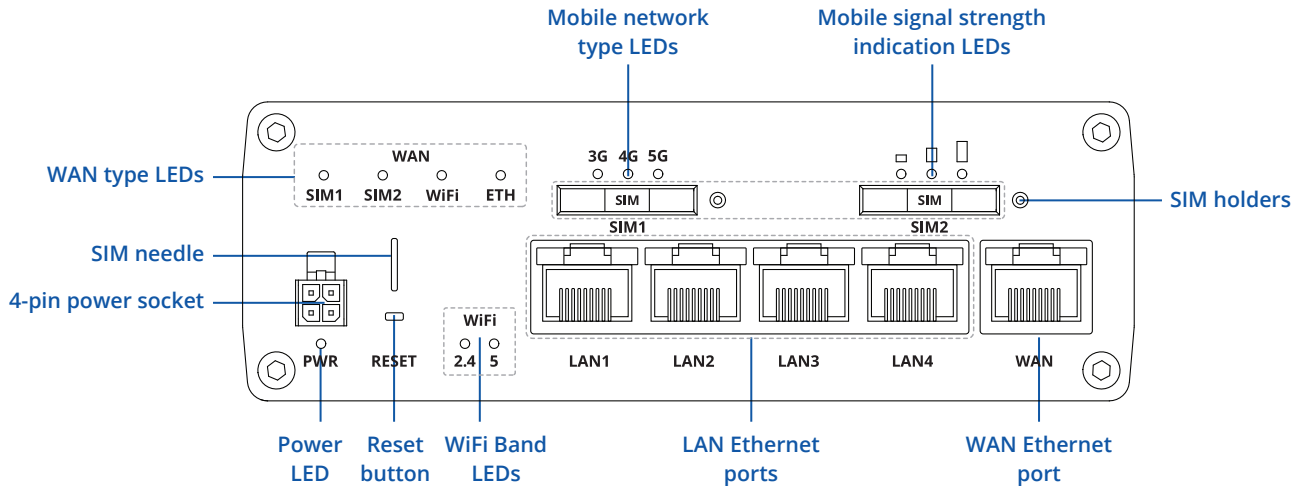 Mobile network
type LEDs
Mobile signal strength
indication LEDs
WAN type LEDs
WAN
SIM1 SIM2 WiFi ETH
3G 4G 5G
SIM
SIM1
SIM
SIM2
SIM holders
SIM needle
4-pin power socket
PWR
RESET
WiFi
2.4 5
LAN1 LAN2 LAN3 LAN4
WAN
Power
LED
Reset
button
WiFi Band
LEDs
LAN Ethernet
ports
WAN Ethernet
port